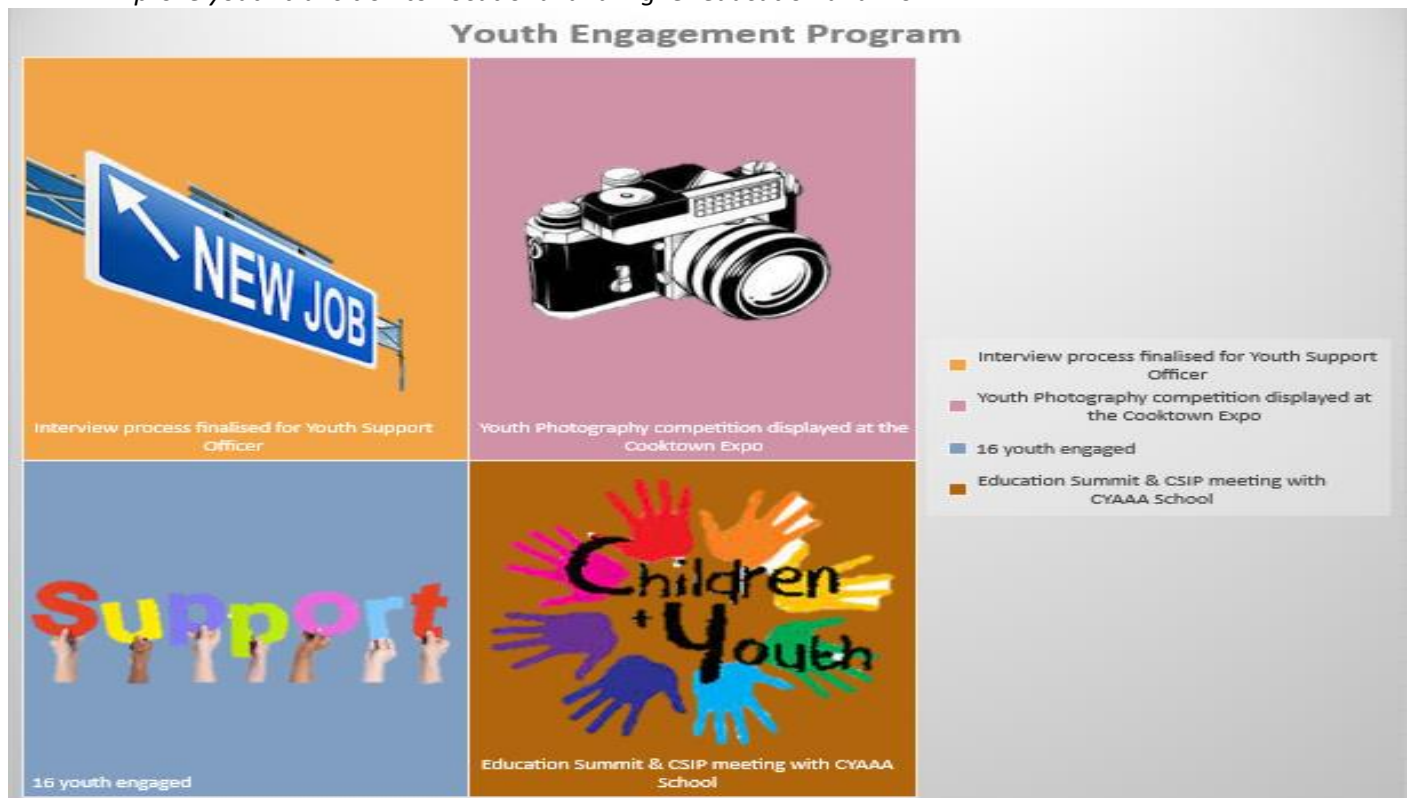 Youth Engagement Program
NEW JOB
Interview process finalised for Youth Support
Officer
Youth Photography competition displayed at the
Cooktown Expo
Support
16 youth engaged
Children
+ Youth
Education Summit & CSIP meeting with CYAAA
School
Interview process finalised for Youth Support
Officer
Youth Photography competition displayed at
the Cooktown Expo
16 youth engaged
Education Summit & CSIP meeting with
CYAAA School